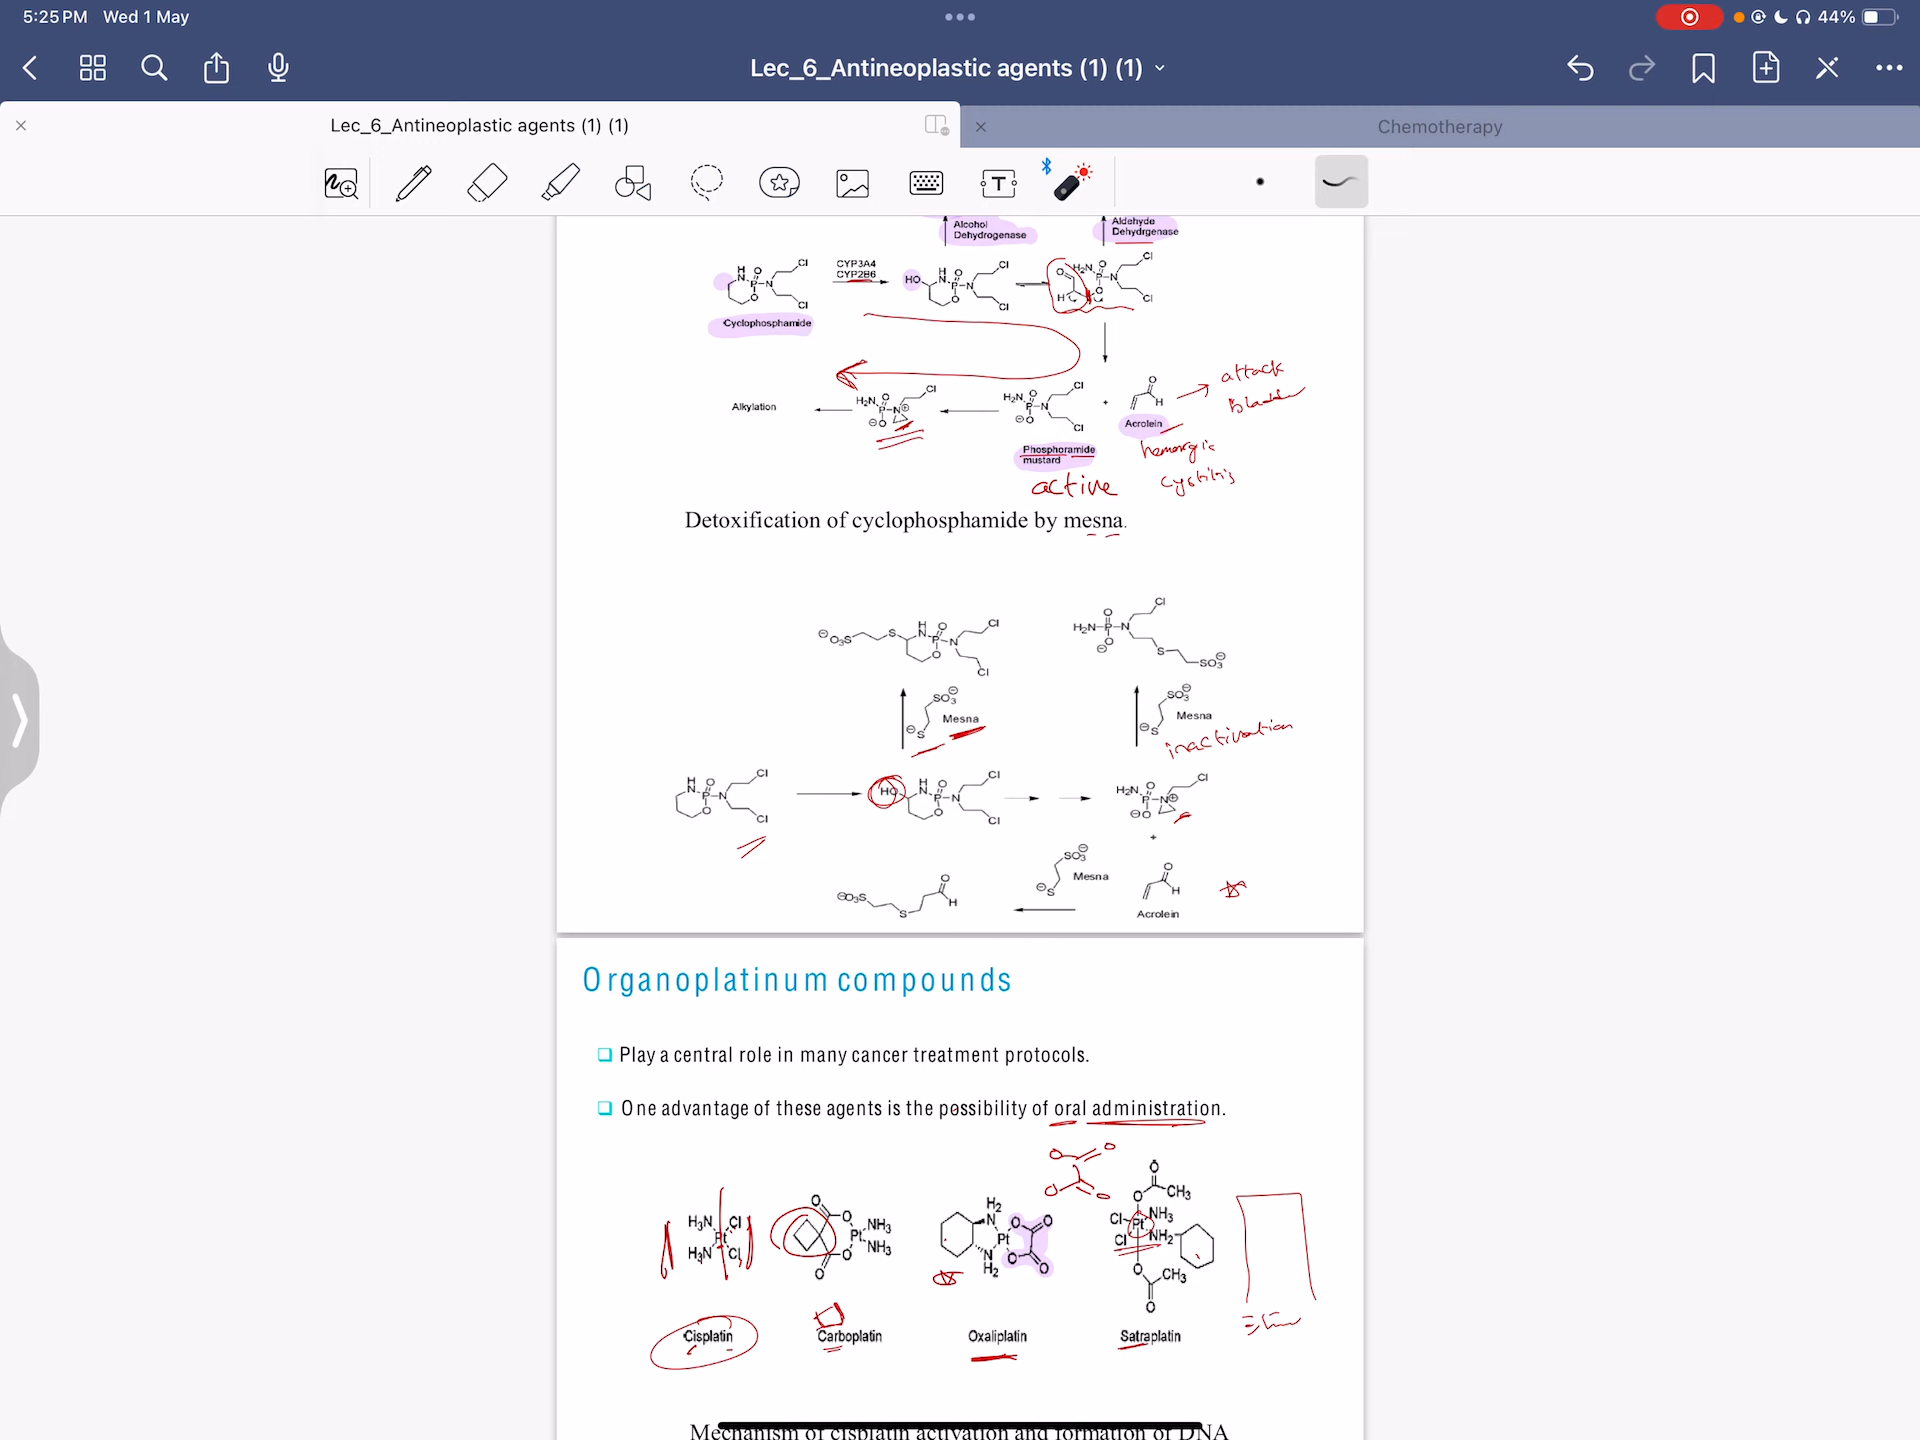 5:25 PM Wed 1 May
44%
Lec_6_Antineoplastic agents (1) (1)
Lec_6_Antineoplastic agents (1) (1)
Chemotherapy
T
Alcohol
Dehydrogenase
Aldehyde
Dehydrgenase
CYP3A4
CYP2B6
Cyclophosphamide
attack
Alkylation
Acrolein
Phosphoramide
mustard
cystitis
active
Detoxification of cyclophosphamide by mesna.
Mesna
Mesna
inactivation
Mesna
Acrolein
Organoplatinum compounds
Play a central role in many cancer treatment protocols.
One advantage of these agents is the possibility of oral administration.
Cisplatin
Carboplatin
Oxaliplatin
Satraplatin
Mechanism of cisplatin activation and formation of DNA